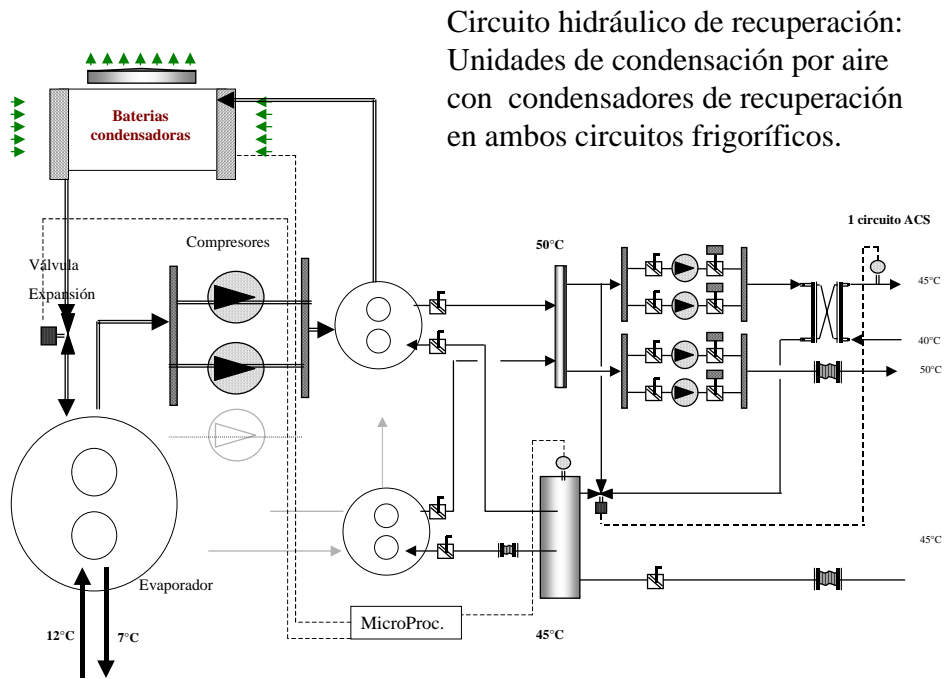 Circuito hidráulico de recuperación:
Unidades de condensación por aire
con condensadores de recuperación
en ambos circuitos frigoríficos.
Baterias
condensadoras
1 circuito ACS
Compresores
50°C
Válvula
Expansión
45°C
40°C
50°C
45°C
Evaporador
MicroProc.
12°C
7°C
45°C